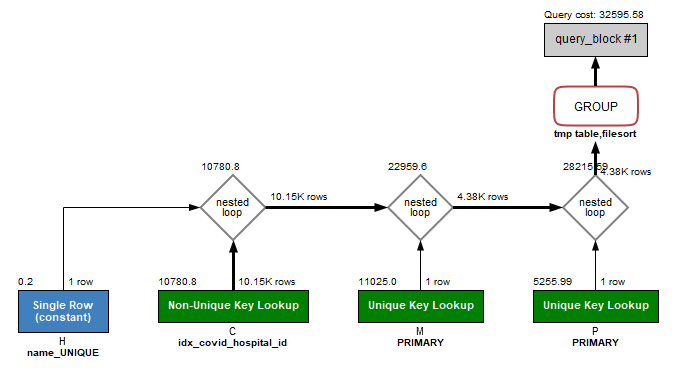 Query cost: 32595.58
query_block #1
GROUP
tmp table,filesort
10780.8
22959.6
28215.59
4.38K rows
nested
loop
10.15K rows
nested
loop
4.38K rows
nested
loop
0.2
1 row
10780.8
10.15K rows
11025.0
1 row
5255.99
1 row
Single Row
(constant)
Non-Unique Key Lookup
Unique Key Lookup
Unique Key Lookup
H
name_UNIQUE
C
idx_covid_hospital_id
M
PRIMARY
P
PRIMARY